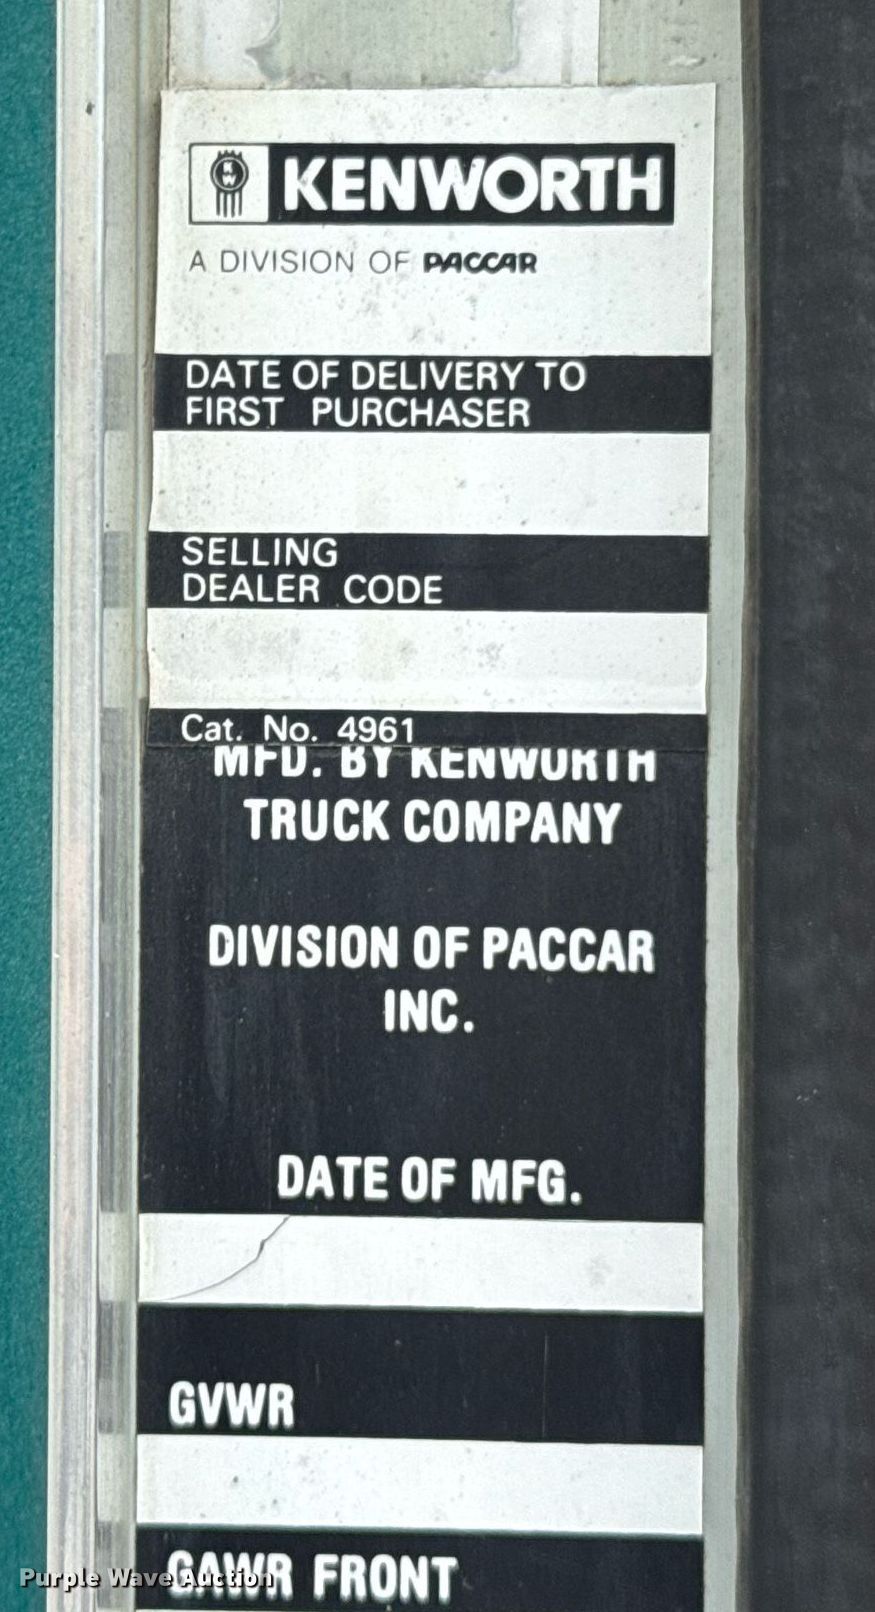 KW KENWORTH
A DIVISION OF PACCAR
DATE OF DELIVERY TO
FIRST PURCHASER
SELLING
DEALER CODE
Cat. No. 4961
MFD. BY KENWORTH
TRUCK COMPANY
DIVISION OF PACCAR
INC.
DATE OF MFG.
GVWR
GAWR FRONT
Purple Wave Auction